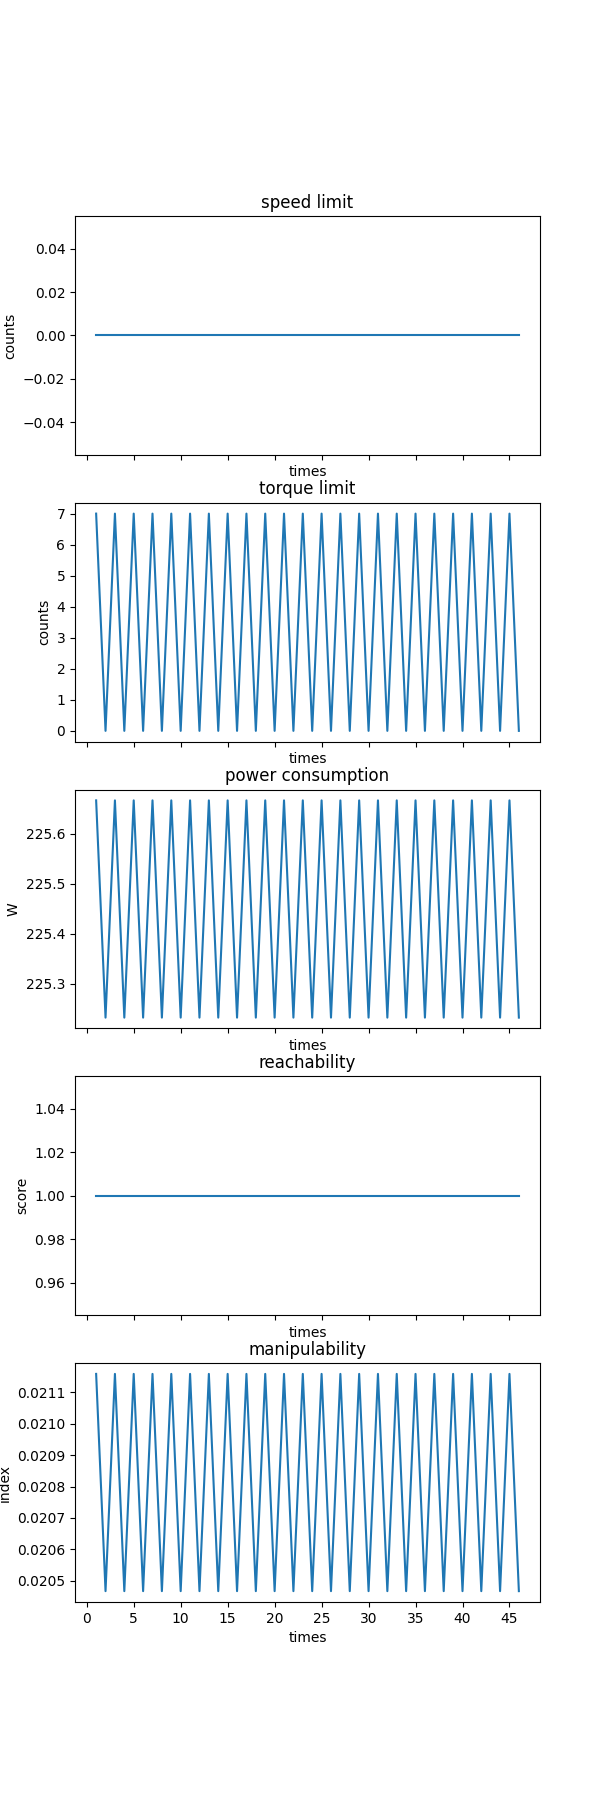 speed limit
0.04
0.02
0.00
−0.02
−0.04
counts
times
torque limit
7
6
5
4
3
2
1
0
counts
times
power consumption
225.6
225.5
225.4
225.3
W
times
reachability
1.04
1.02
1.00
0.98
0.96
score
times
manipulability
0.0211
0.0210
0.0209
0.0208
0.0207
0.0206
0.0205
index
0 5 10 15 20 25 30 35 40 45
times